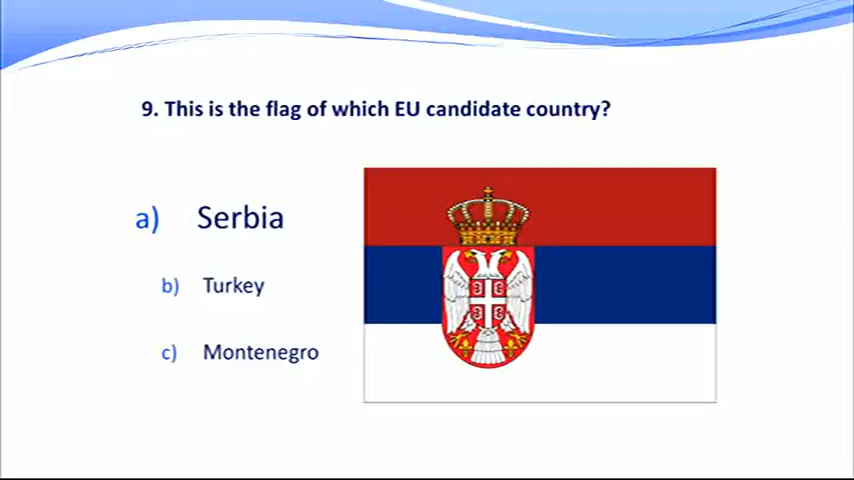 9. This is the flag of which EU candidate country?
a) Serbia
b) Turkey
c) Montenegro